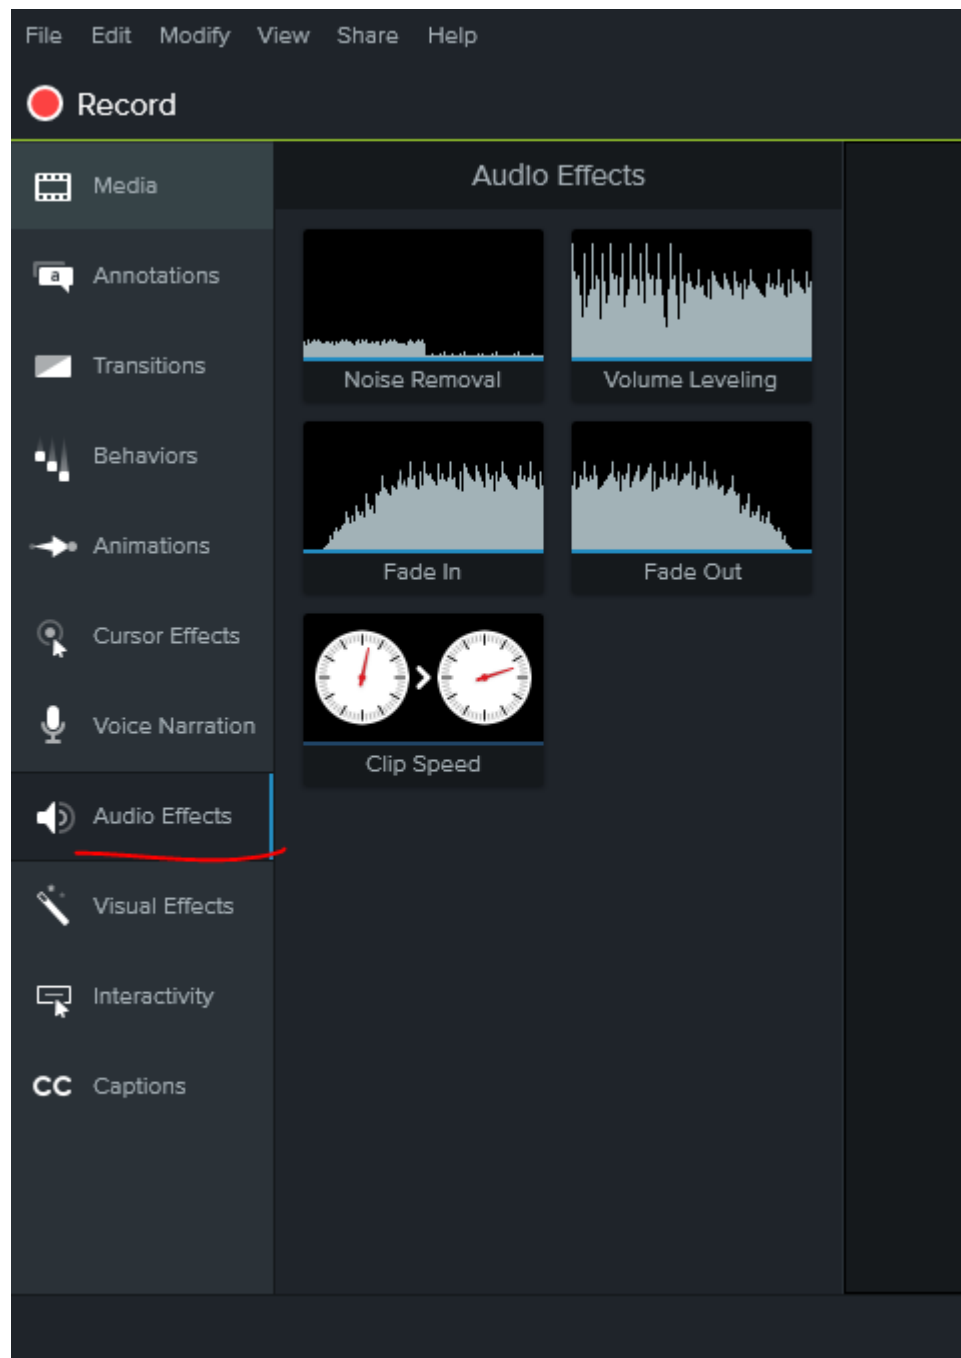 File Edit Modify View Share Help
Record
Media
Annotations
Transitions
Behaviors
Animations
Cursor Effects
Voice Narration
Audio Effects
Visual Effects
Interactivity
CC Captions
Audio Effects
Noise Removal
Volume Leveling
Fade In
Fade Out
Clip Speed